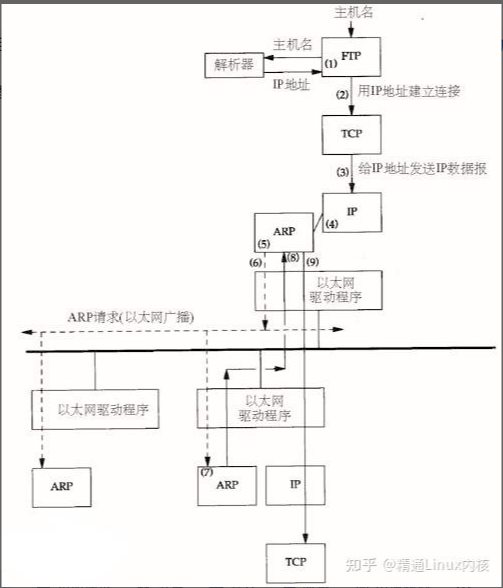 主机名
主机名
(1) FTP
解析器
IP地址
(2) 用IP地址建立连接
TCP
(3) 给IP地址发送IP数据报
IP
(4)
ARP
(5)
(6) (8) (9)
以太网
驱动程序
ARP请求(以太网广播)
以太网驱动程序
以太网
驱动程序
(7)
ARP
ARP
IP
TCP
知乎 @精通Linux内核